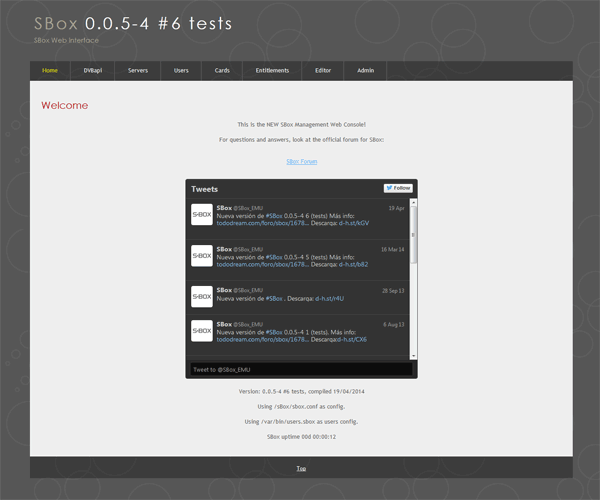 SBox 0.0.5-4 #6 tests
SBox Web Interface
Home DVBapi Servers Users Cards Entitlements Editor Admin
Welcome
This is the NEW SBox Management Web Console!
For questions and answers, look at the official forum for SBox:
SBox Forum
Tweets Follow
SBox @SBox_EMU 19 Apr
Nueva versión de #SBox 0.0.5-4 6 (tests) Más info:
tododream.com/foro/sbox/1678... Descarga: d-h.st/kGV
S-BOX
SBox @SBox_EMU 16 Mar 14
Nueva versión de #SBox 0.0.5-4 5 (tests) Más info:
tododream.com/foro/sbox/1678... Descarga: d-h.st/b82
S-BOX
SBox @SBox_EMU 28 Sep 13
Nueva versión de #SBox . Descarga: d-h.st/r4U
S-BOX
SBox @SBox_EMU 6 Aug 13
Nueva versión de #SBox 0.0.5-4 1 (tests). Más info:
tododream.com/foro/sbox/1678... Descarga:d-h.st/CX6
S-BOX
Tweet to @SBox_EMU
Version: 0.0.5-4 #6 tests, compiled 19/04/2014
Using /sBox/sbox.conf as config.
Using /var/bin/users.sbox as users config.
SBox uptime 00d 00:00:12
Top